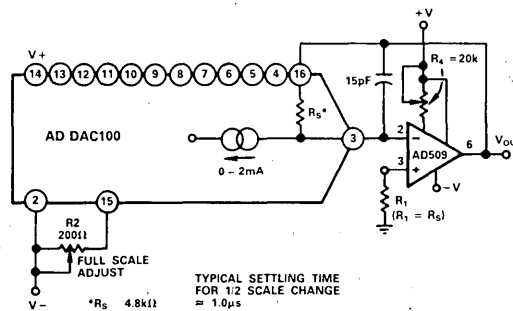 +V
V+
14 13 12 11 10 9 8 7 6 5 4 16
R4 = 20k
15pF
RS*
AD DAC100
3
2
6
VOU
AD509
3
0 – 2mA
–V
R1
(R1 = RS)
2
15
R2
200Ω
FULL SCALE
ADJUST
V–
*RS 4.8kΩ
TYPICAL SETTLING TIME
FOR 1/2 SCALE CHANGE
≈ 1.0μs